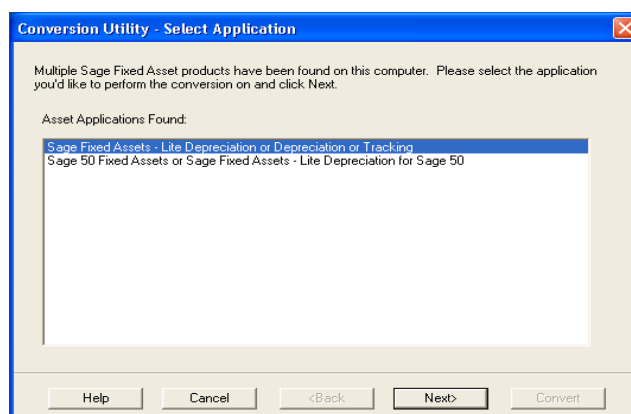 Conversion Utility - Select Application
Multiple Sage Fixed Asset products have been found on this computer. Please select the application
you'd like to perform the conversion on and click Next.
Asset Applications Found:
Sage Fixed Assets - Lite Depreciation or Depreciation or Tracking
Sage 50 Fixed Assets or Sage Fixed Assets - Lite Depreciation for Sage 50
Help Cancel <Back Next> Convert